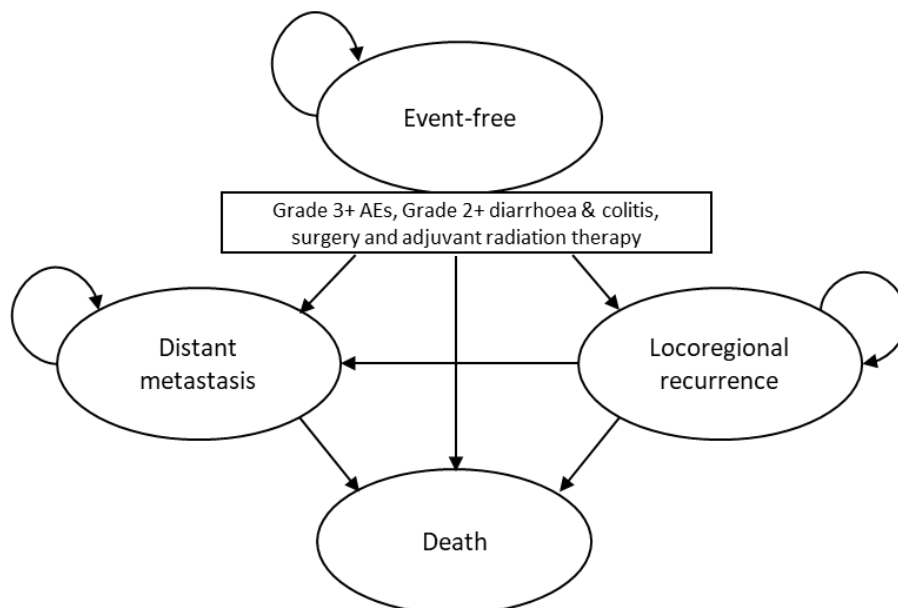 Event-free
Grade 3+ AEs, Grade 2+ diarrhoea & colitis,
surgery and adjuvant radiation therapy
Distant
metastasis
Locoregional
recurrence
Death